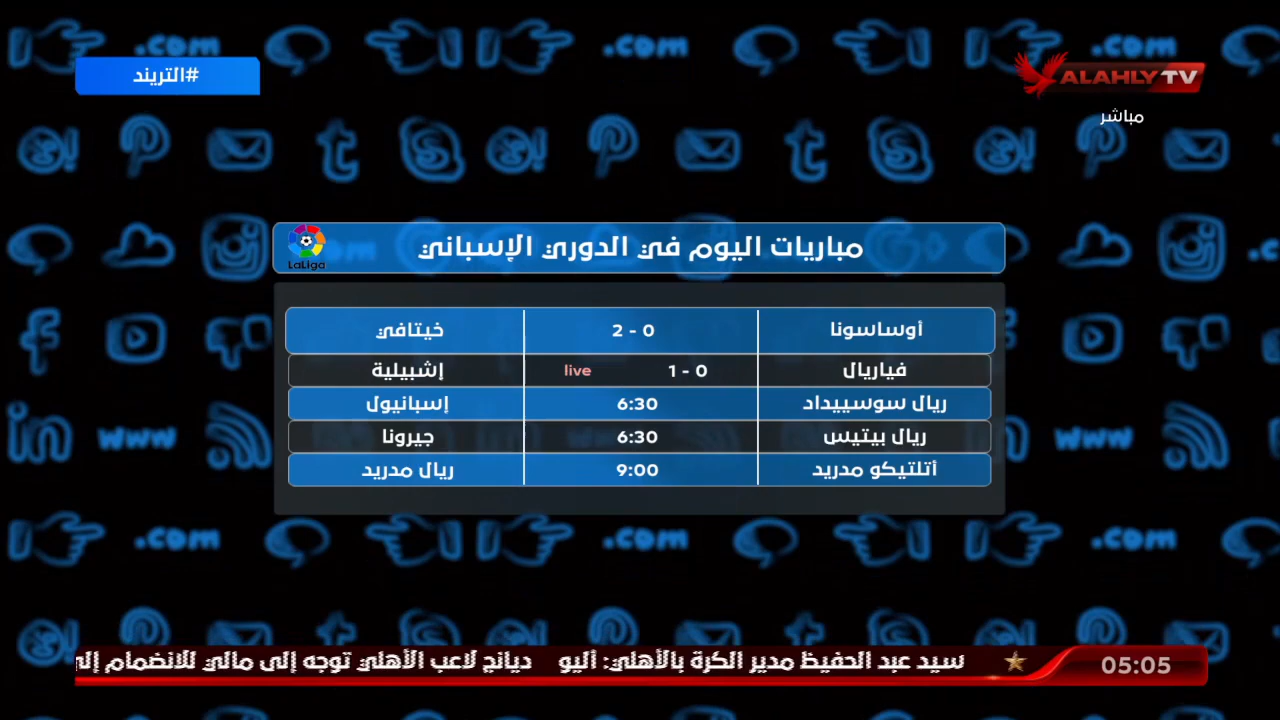 #التريند
ALAHLY TV
مباشر
مباريات اليوم في الدوري الإسباني
LaLiga
أوساسونا 2 - 0 خيتافي
فياريال 1 - 0 live إشبيلية
ريال سوسييداد 6:30 إسبانيول
ريال بيتيس 6:30 جيرونا
أتلتيكو مدريد 9:00 ريال مدريد
05:05 سيد عبد الحفيظ مدير الكرة بالأهلي: أليو ديانج لاعب الأهلي توجه إلى مالي للانضمام إلى